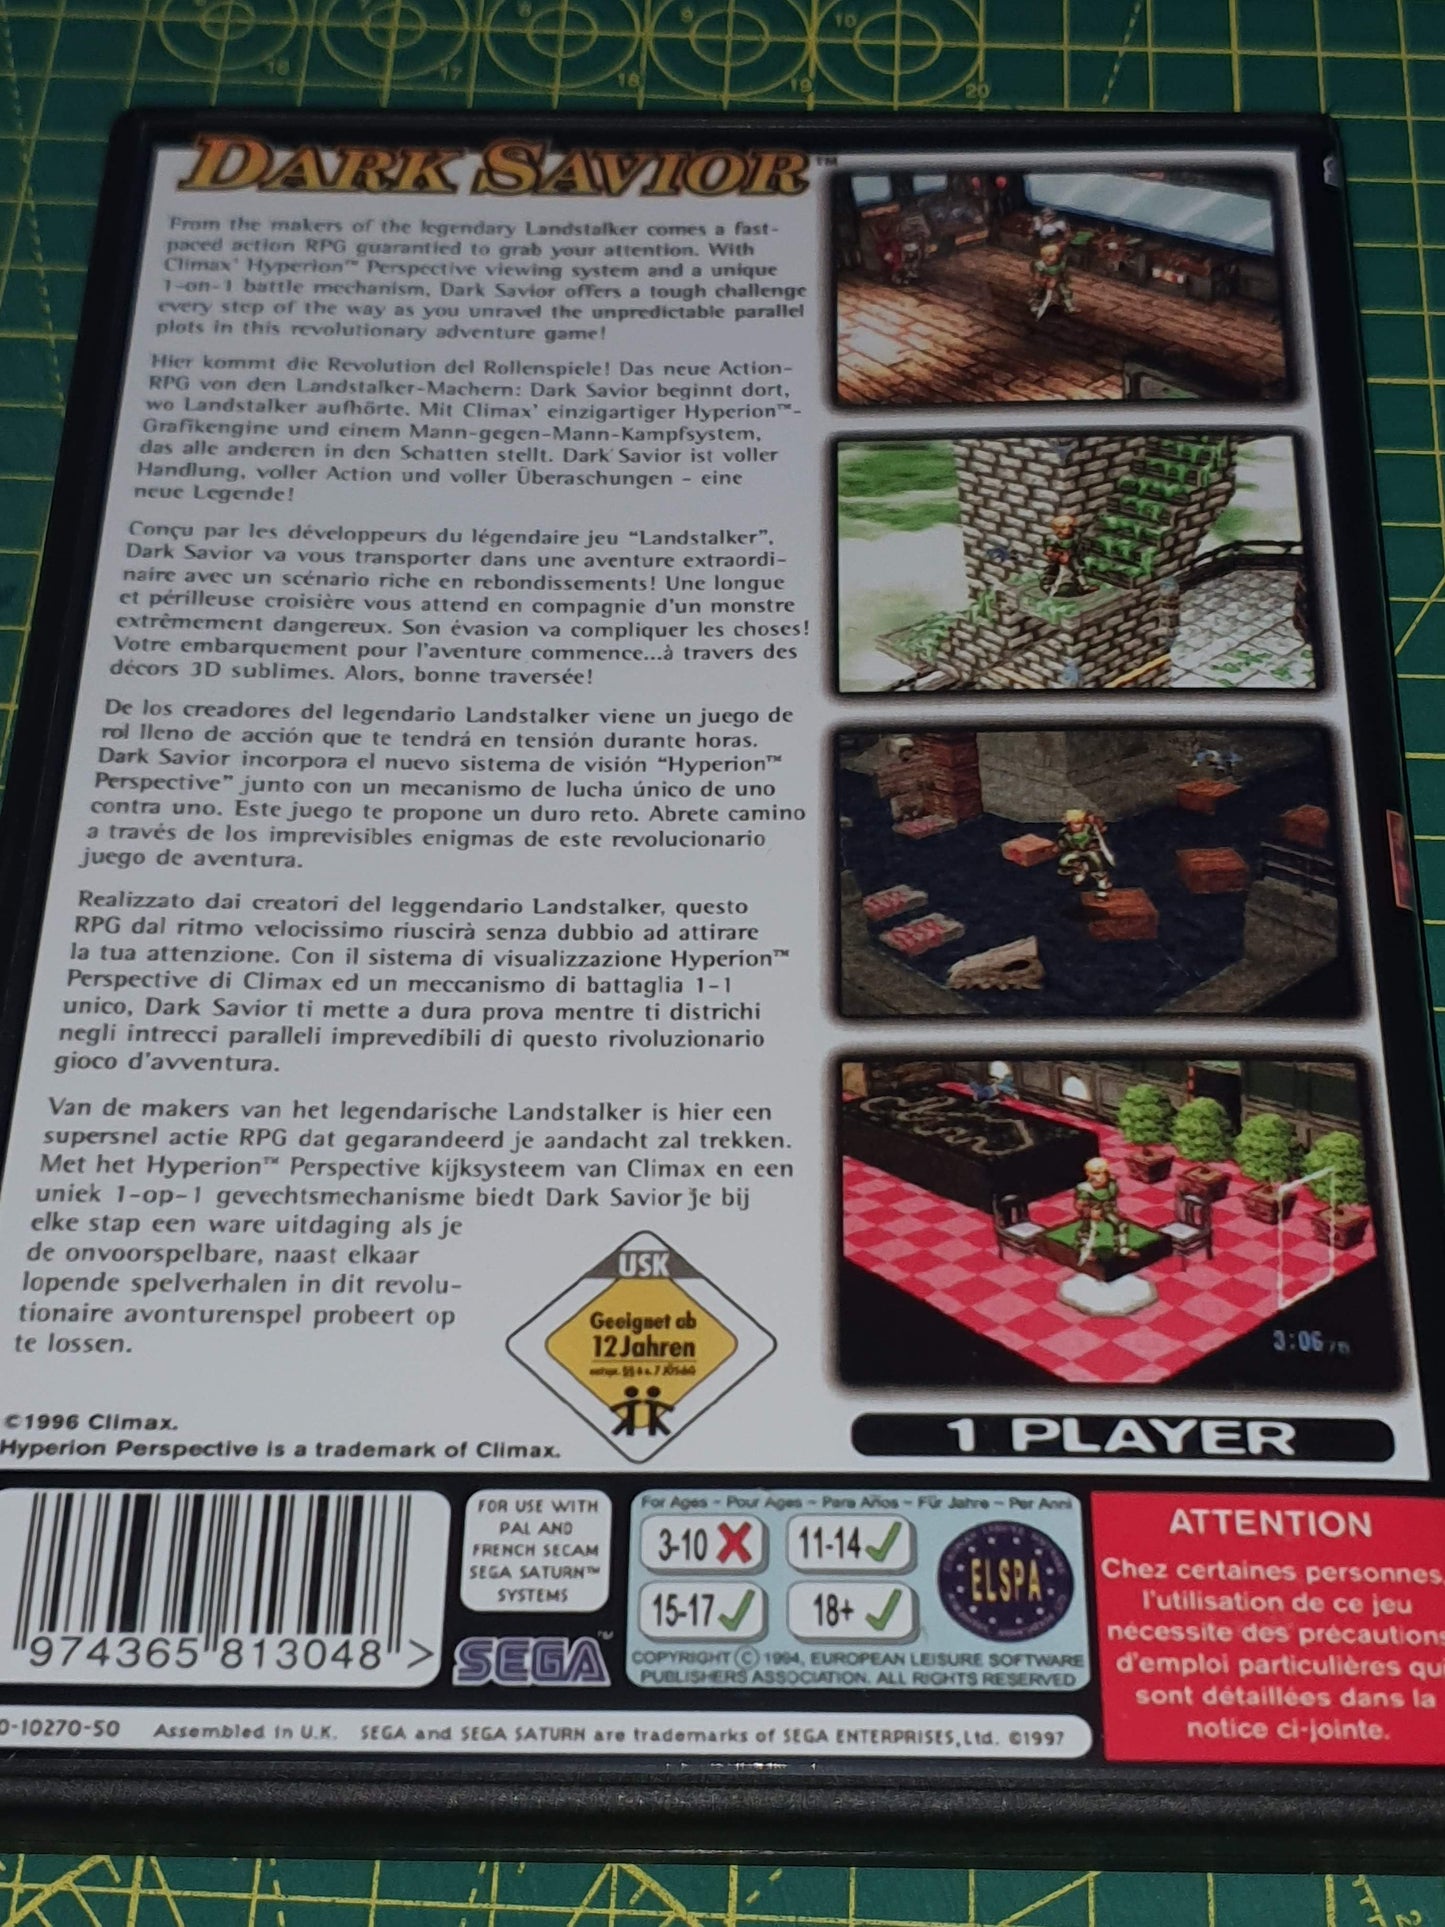 DARK SAVIOR™
From the makers of the legendary Landstalker comes a fast-
paced action RPG guarantied to grab your attention. With
Climax' Hyperion™ Perspective viewing system and a unique
1-on-1 battle mechanism, Dark Savior offers a tough challenge
every step of the way as you unravel the unpredictable parallel
plots in this revolutionary adventure game!
Hier kommt die Revolution del Rollenspiele! Das neue Action-
RPG von den Landstalker-Machern: Dark Savior beginnt dort,
wo Landstalker aufhörte. Mit Climax' einzigartiger Hyperion™-
Grafikengine und einem Mann-gegen-Mann-Kampfsystem,
das alle anderen in den Schatten stellt. Dark Savior ist voller
Handlung, voller Action und voller Überaschungen - eine
neue Legende!
Conçu par les développeurs du légendaire jeu "Landstalker",
Dark Savior va vous transporter dans une aventure extraordi-
naire avec un scénario riche en rebondissements! Une longue
et périlleuse croisière vous attend en compagnie d'un monstre
extrêmement dangereux. Son évasion va compliquer les choses!
Votre embarquement pour l'aventure commence...à travers des
décors 3D sublimes. Alors, bonne traversée!
De los creadores del legendario Landstalker viene un juego de
rol lleno de acción que te tendrá en tensión durante horas.
Dark Savior incorpora el nuevo sistema de visión "Hyperion™
Perspective" junto con un mecanismo de lucha único de uno
contra uno. Este juego te propone un duro reto. Abrete camino
a través de los imprevisibles enigmas de este revolucionario
juego de aventura.
Realizzato dai creatori del leggendario Landstalker, questo
RPG dal ritmo velocissimo riuscirà senza dubbio ad attirare
la tua attenzione. Con il sistema di visualizzazione Hyperion™
Perspective di Climax ed un meccanismo di battaglia 1-1
unico, Dark Savior ti mette a dura prova mentre ti districhi
negli intrecci paralleli imprevedibili di questo rivoluzionario
gioco d'avventura.
Van de makers van het legendarische Landstalker is hier een
supersnel actie RPG dat gegarandeerd je aandacht zal trekken.
Met het Hyperion™ Perspective kijksysteem van Climax en een
uniek 1-op-1 gevechtsmechanisme biedt Dark Savior je bij
elke stap een ware uitdaging als je
de onvoorspelbare, naast elkaar
lopende spelverhalen in dit revolu-
tionaire avonturenspel probeert op
te lossen.
USK
Geeignet ab
12 Jahren
3:06
©1996 Climax.
Hyperion Perspective is a trademark of Climax.
1 PLAYER
974365 813048 >
FOR USE WITH
PAL AND
FRENCH SECAM
SEGA SATURN™
SYSTEMS
SEGA™
For Ages - Pour Ages - Para Años - Für Jahre - Per Anni
3-10 11-14
15-17 18+
ELSPA
COPYRIGHT © 1994, EUROPEAN LEISURE SOFTWARE
PUBLISHERS ASSOCIATION. ALL RIGHTS RESERVED
ATTENTION
Chez certaines personnes,
l'utilisation de ce jeu
nécessite des précautions
d'emploi particulières qui
sont détaillées dans la
notice ci-jointe.
0-10270-50 Assembled in U.K. SEGA and SEGA SATURN are trademarks of SEGA ENTERPRISES, Ltd. ©1997